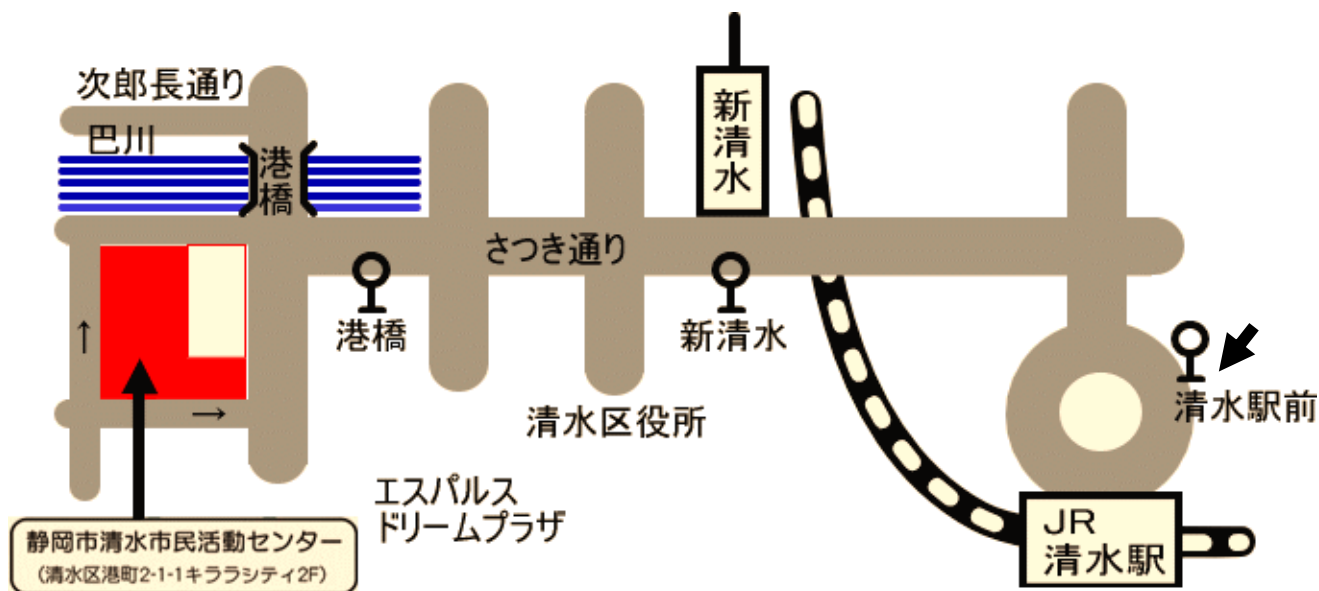 次郎長通り
巴川
港橋
新清水
さつき通り
港橋
新清水
清水駅前
清水区役所
エスパルス
ドリームプラザ
↑
→
静岡市清水市民活動センター
(清水区港町2-1-1キララシティ2F)
JR
清水駅